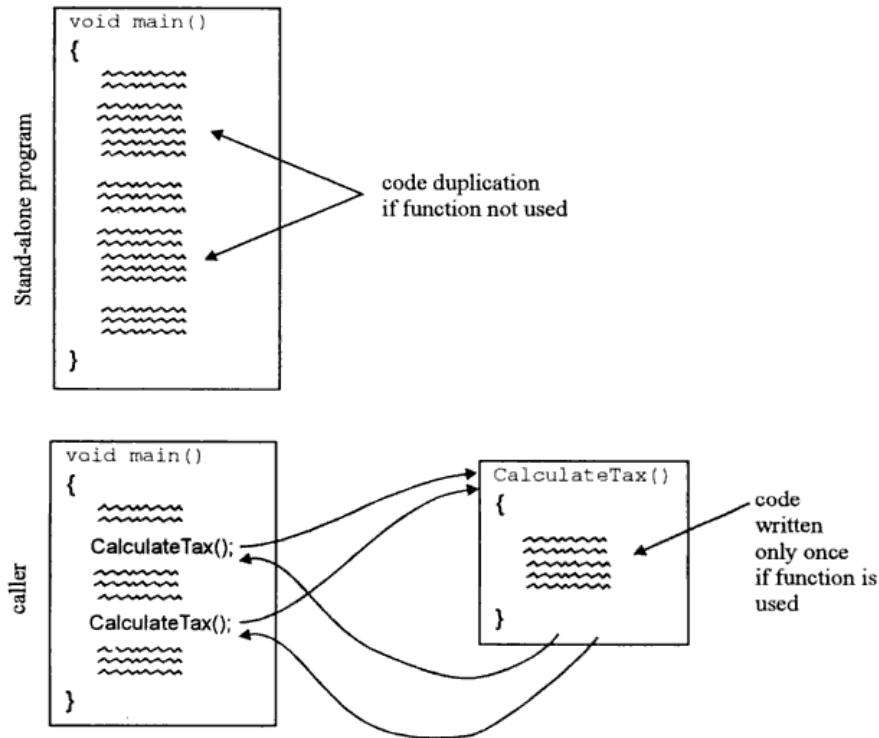 void main()
{
Stand-alone program
code duplication
if function not used
}
void main()
{
CalculateTax();
caller
CalculateTax();
}
CalculateTax()
{
}
code
written
only once
if function is
used